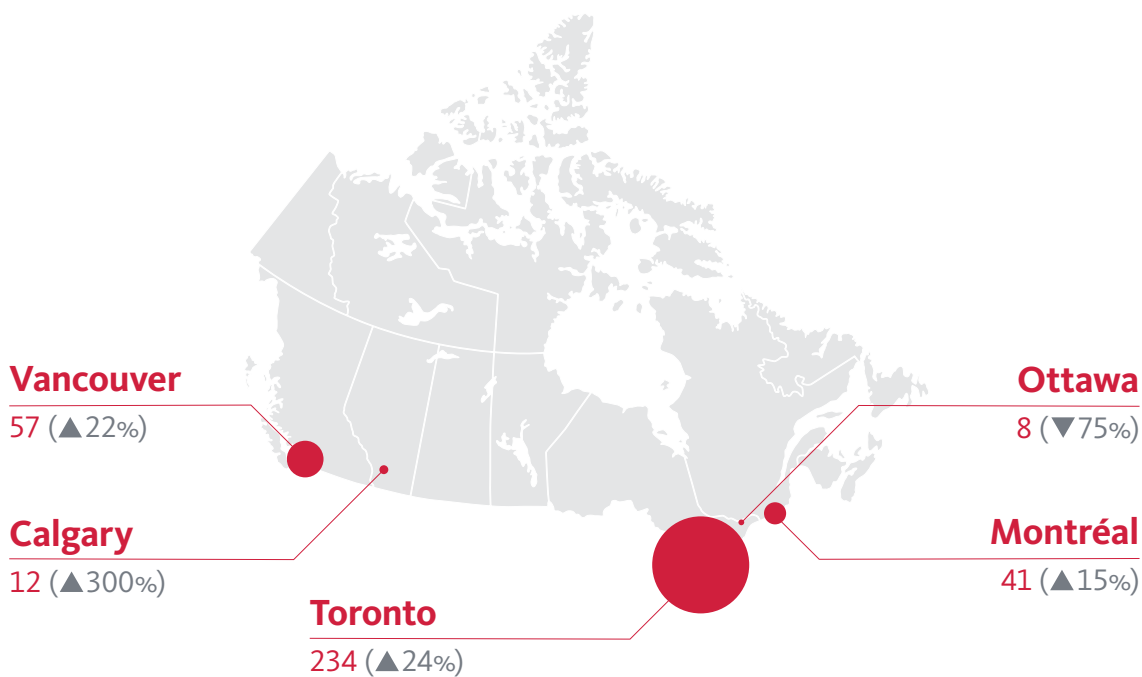 Vancouver
57 (▲22%)
Calgary
12 (▲300%)
Toronto
234 (▲24%)
Ottawa
8 (▼75%)
Montréal
41 (▲15%)